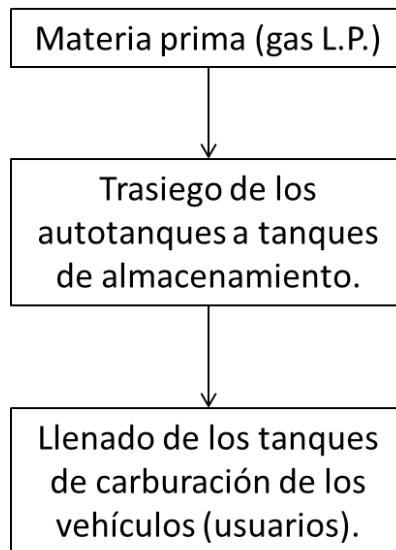 Materia prima (gas L.P.)
Trasiego de los
autotanques a tanques
de almacenamiento.
Llenado de los tanques
de carburación de los
vehículos (usuarios).